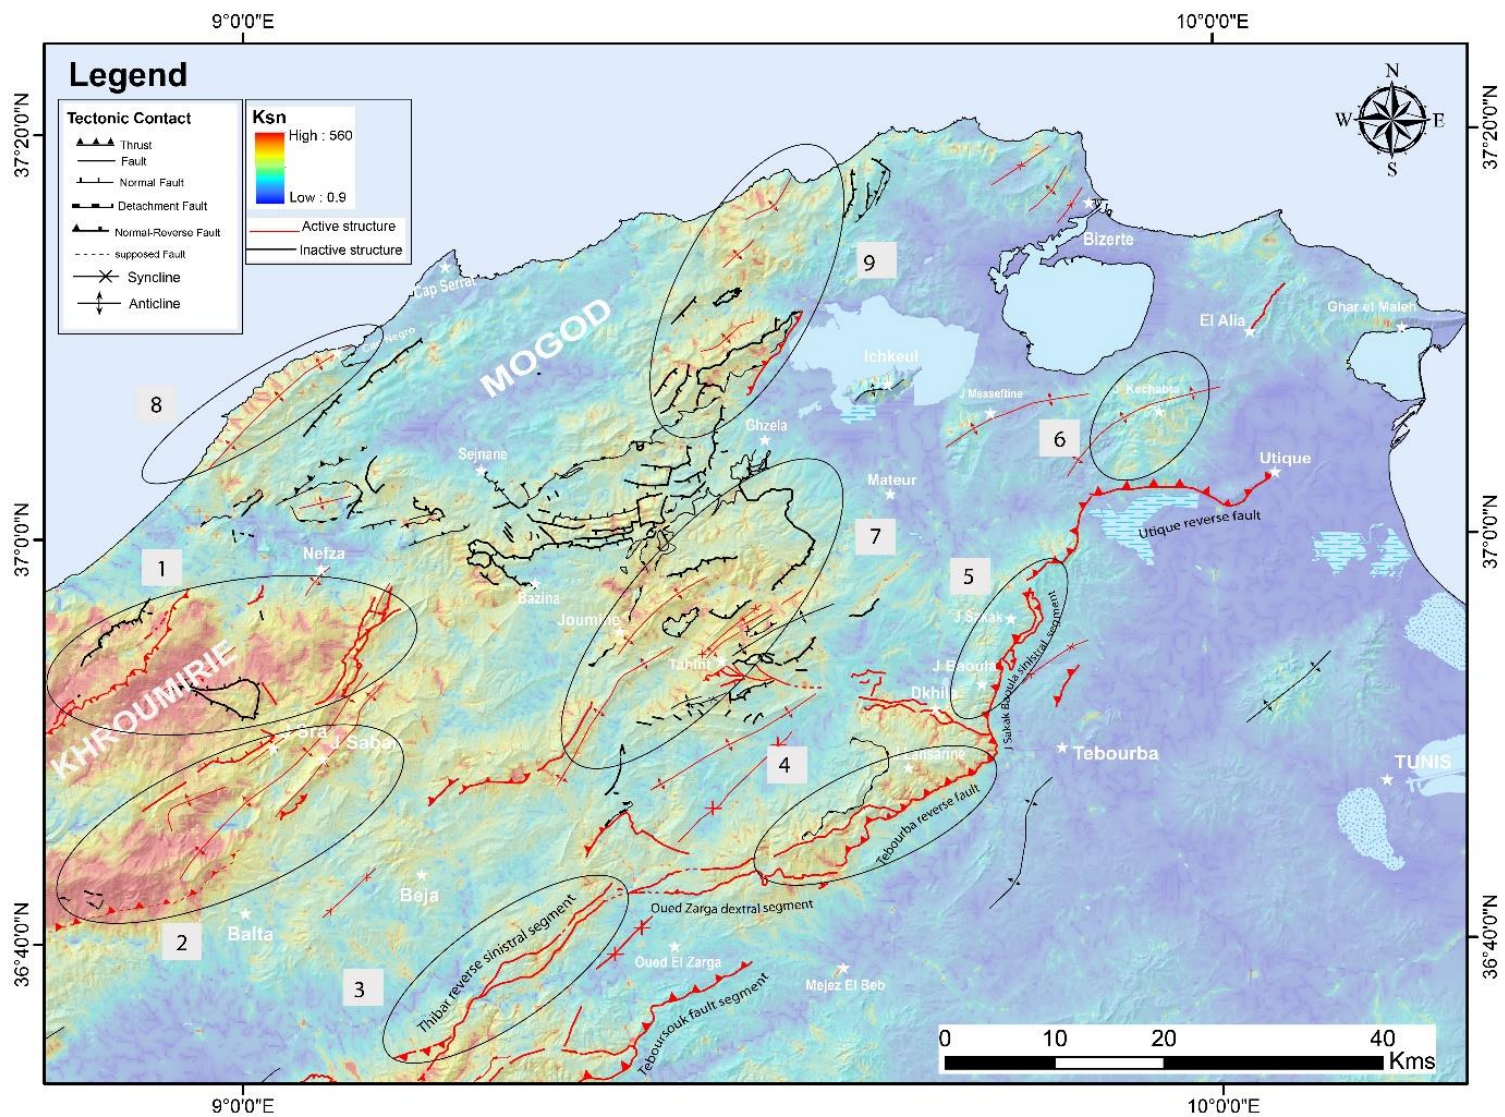 9°0'0"E
10°0'0"E
Legend
Tectonic Contact
Thrust
Fault
Normal Fault
Detachment Fault
Normal-Reverse Fault
supposed Fault
Syncline
Anticline
Ksn
High : 560
Low : 0.9
Active structure
Inactive structure
N
W
E
S
37°20'0"N
37°20'0"N
Bizerte
9
Cap Serrat
MOGOD
El Alia
Ghar el Maleh
Cap Negro
Ichkeul
8
J Messeftine
J Kechabta
Ghzela
6
Sejnane
Utique
Mateur
Utique reverse fault
37°0'0"N
37°0'0"N
7
1
Nefza
5
Bazina
Joumine
J Sakak
J Sakak Baoula sinistral segment
KHROUMIRIE
Tahint
J Baoula
Dkhila
J Sra
J Sabah
4
Lansarine
Tebourba
TUNIS
Tebourba reverse fault
Beja
Oued Zarga dextral segment
2
Balta
36°40'0"N
36°40'0"N
Thibar reverse sinistral segment
Oued El Zarga
3
Mejez El Beb
Teboursouk fault segment
0
10
20
40
Kms
9°0'0"E
10°0'0"E